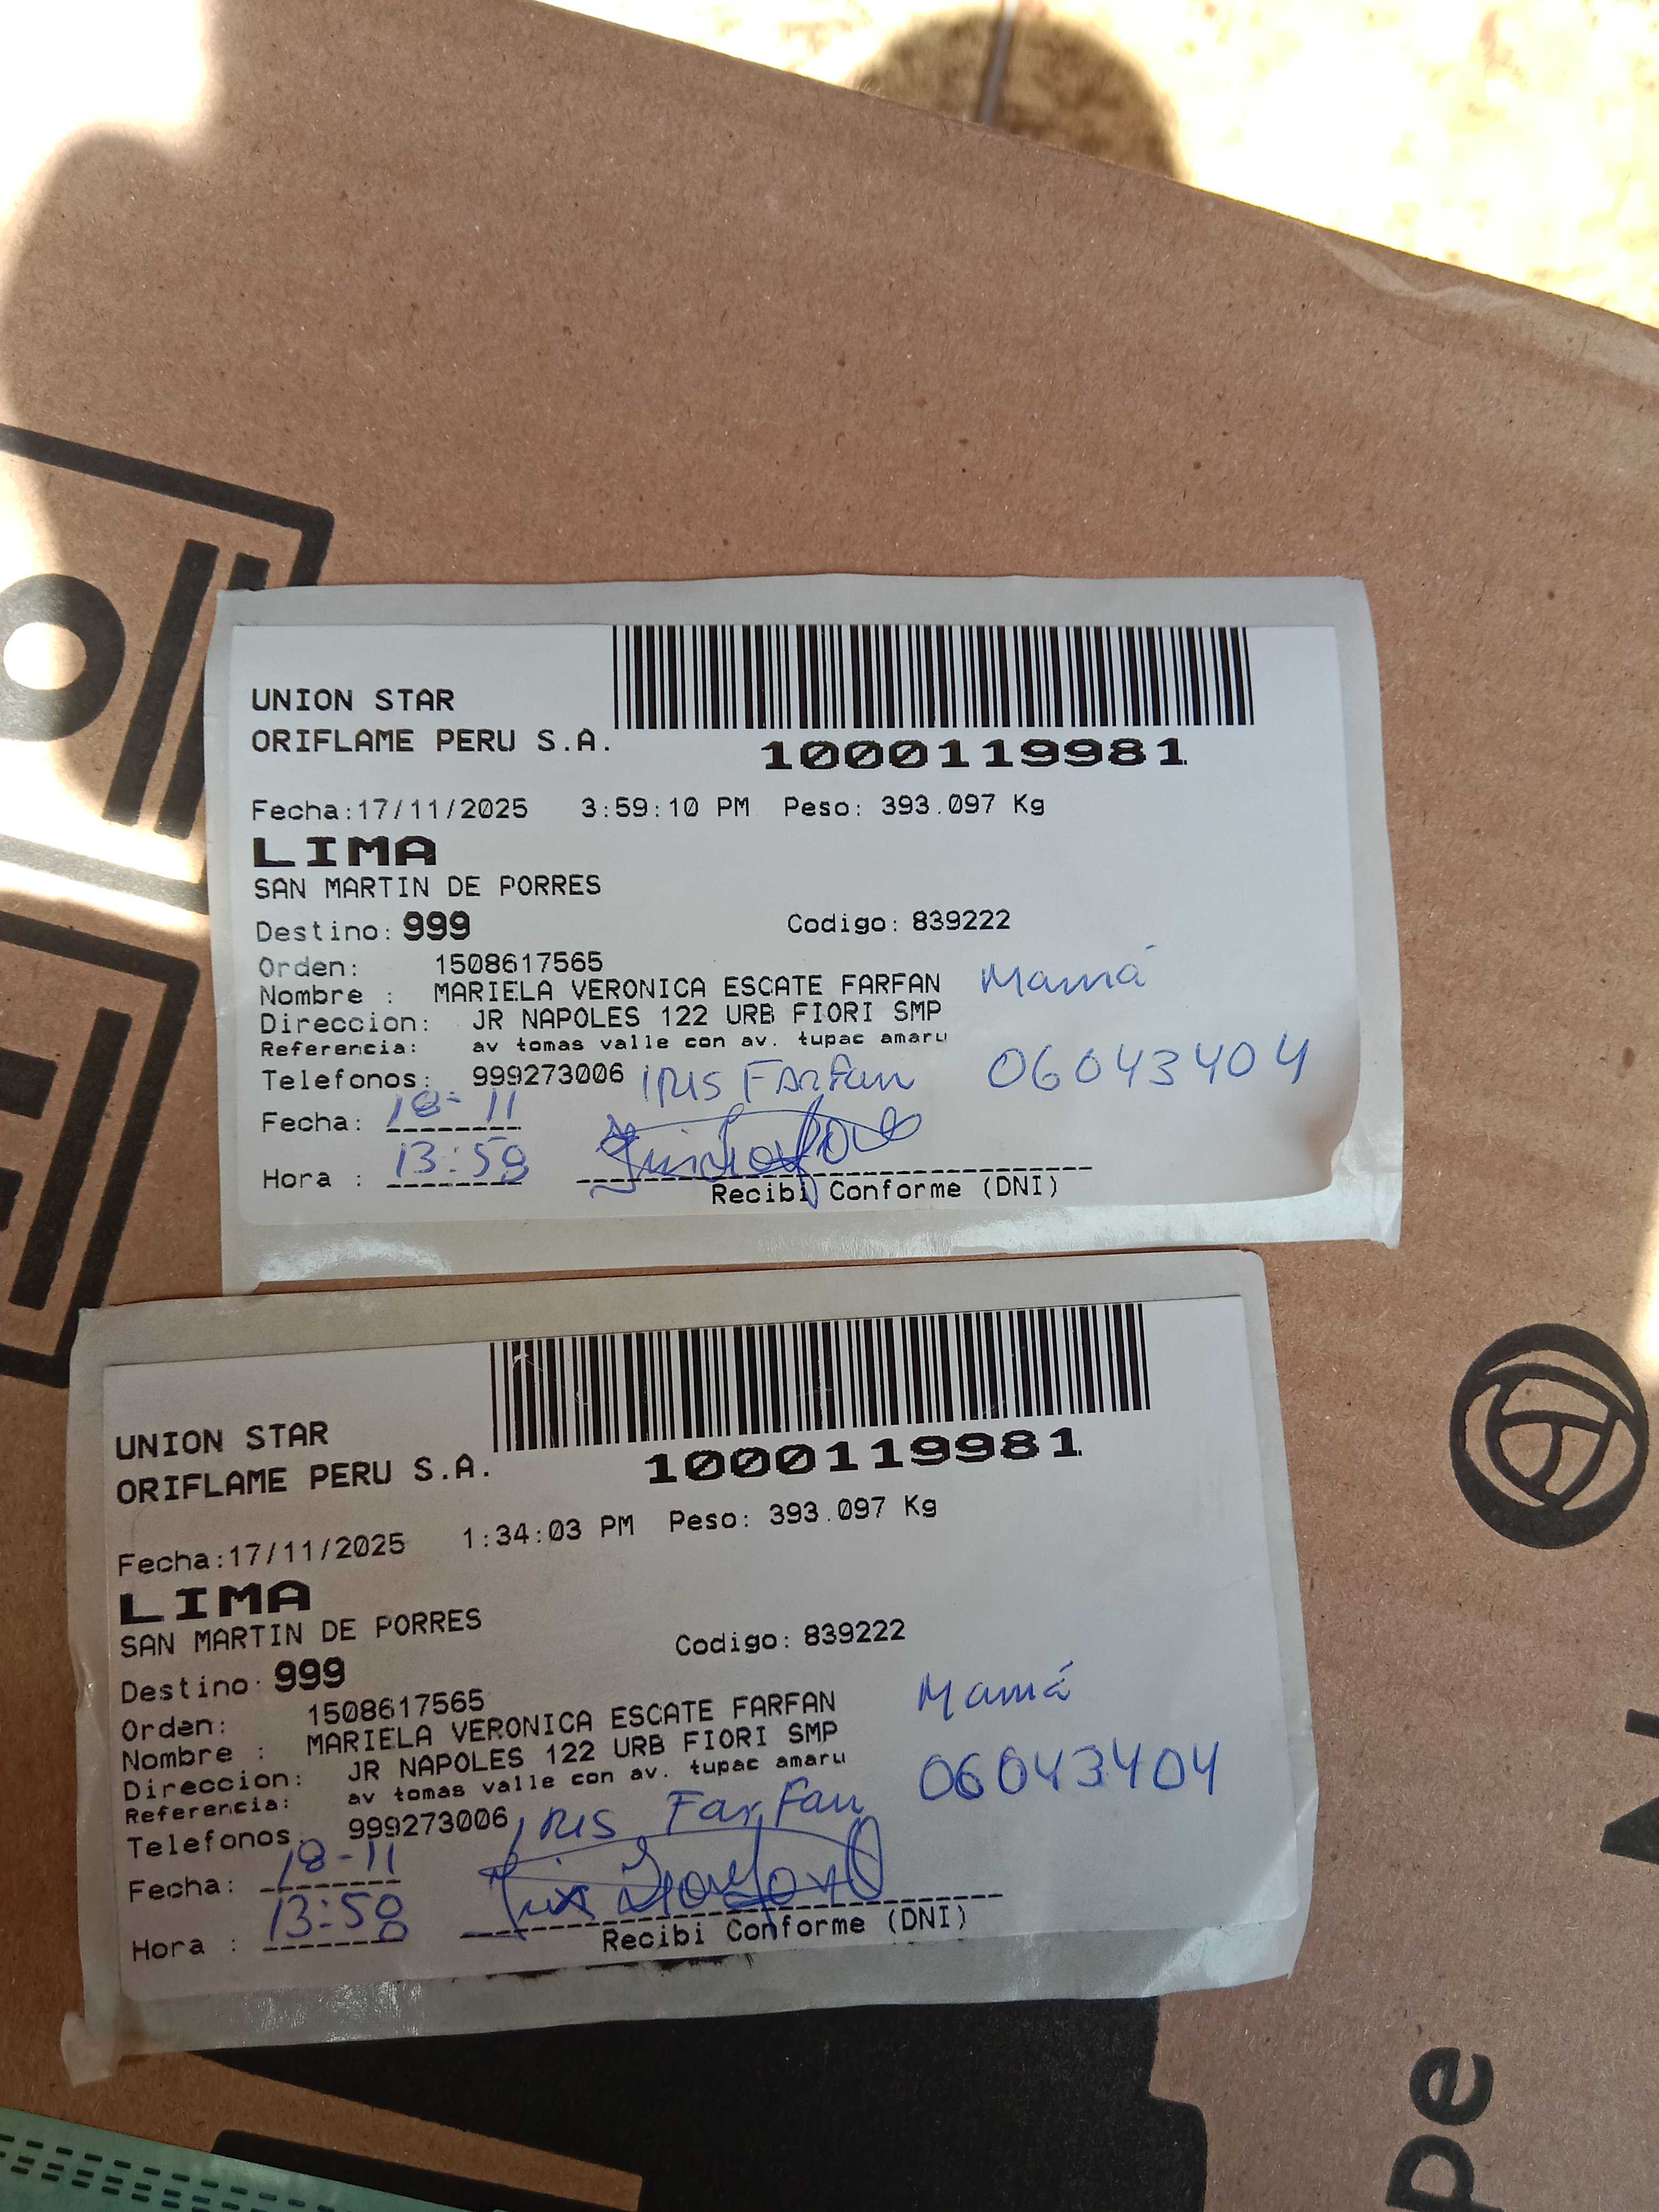 UNION STAR
ORIFLAME PERU S.A.
1000119981
Fecha:17/11/2025 3:59:10 PM Peso: 393.097 Kg
LIMA
SAN MARTIN DE PORRES
Destino: 999 Codigo: 839222
Orden: 1508617565
Nombre : MARIELA VERONICA ESCATE FARFAN Mamá
Direccion: JR NAPOLES 122 URB FIORI SMP
Referencia: av tomas valle con av. tupac amaru
Telefonos: 999273006 IRIS FARFan 06043404
Fecha: 18-11
Hora : 13:58
Recibi Conforme (DNI)
UNION STAR
ORIFLAME PERU S.A.
1000119981
Fecha:17/11/2025 1:34:03 PM Peso: 393.097 Kg
LIMA
SAN MARTIN DE PORRES
Destino: 999 Codigo: 839222
Orden: 1508617565
Nombre : MARIELA VERONICA ESCATE FARFAN Mamá
Direccion: JR NAPOLES 122 URB FIORI SMP
Referencia: av tomas valle con av. tupac amaru
Telefonos: 999273006 IRIS FarFan 06043404
Fecha: 18-11
Hora : 13:58
Recibi Conforme (DNI)